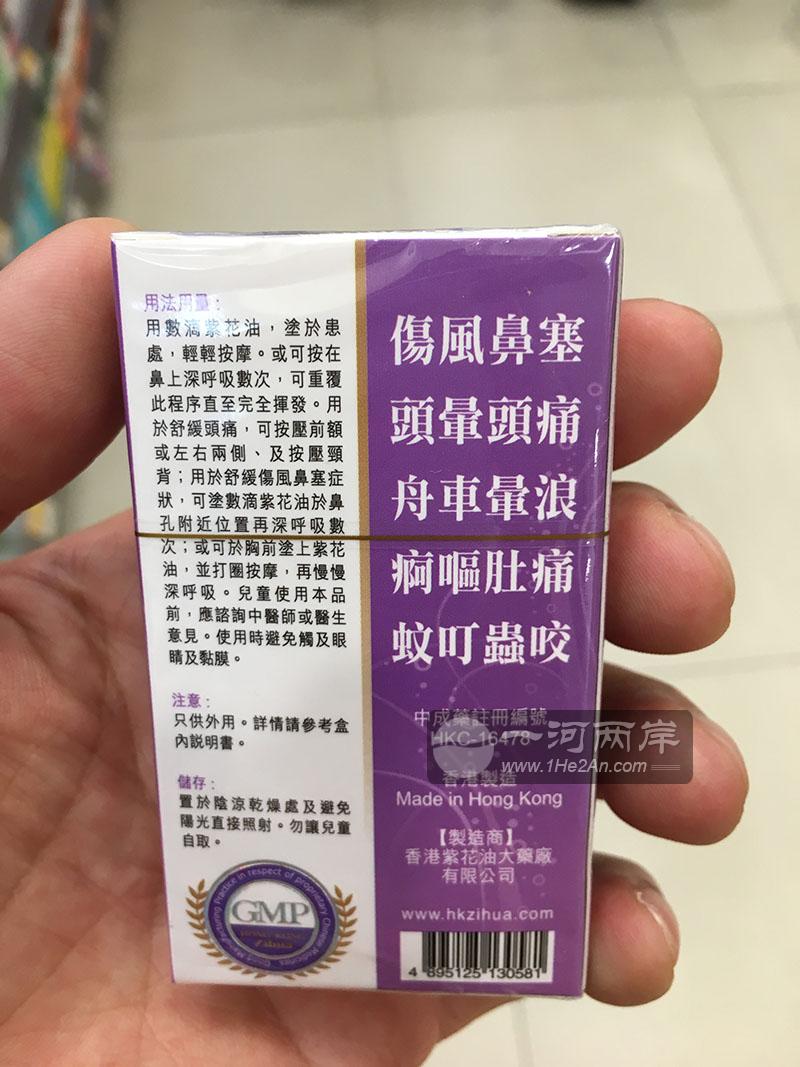 用法用量：
用數滴紫花油，塗於患
處，輕輕按摩。或可按在
鼻上深呼吸數次，可重覆
此程序直至完全揮發。用
於舒緩頭痛，可按壓前額
或左右兩側、及按壓頸
背；用於舒緩傷風鼻塞症
狀，可塗數滴紫花油於鼻
孔附近位置再深呼吸數
次；或可於胸前塗上紫花
油，並打圈按摩，再慢慢
深呼吸。兒童使用本品
前，應諮詢中醫師或醫生
意見。使用時避免觸及眼
睛及黏膜。
注意：
只供外用。詳情請參考盒
內説明書。
儲存：
置於陰涼乾燥處及避免
陽光直接照射。勿讓兒童
自取。
Good Manufacturing Practice in respect of proprietary Chinese Medicines
GMP
傷風鼻塞
頭暈頭痛
舟車暈浪
痾嘔肚痛
蚊叮蟲咬
中成藥註冊編號
HKC-16478
一河两岸
www.1He2An.com
香港製造
Made in Hong Kong
【製造商】
香港紫花油大藥廠
有限公司
www.hkzihua.com
4 895125 130581